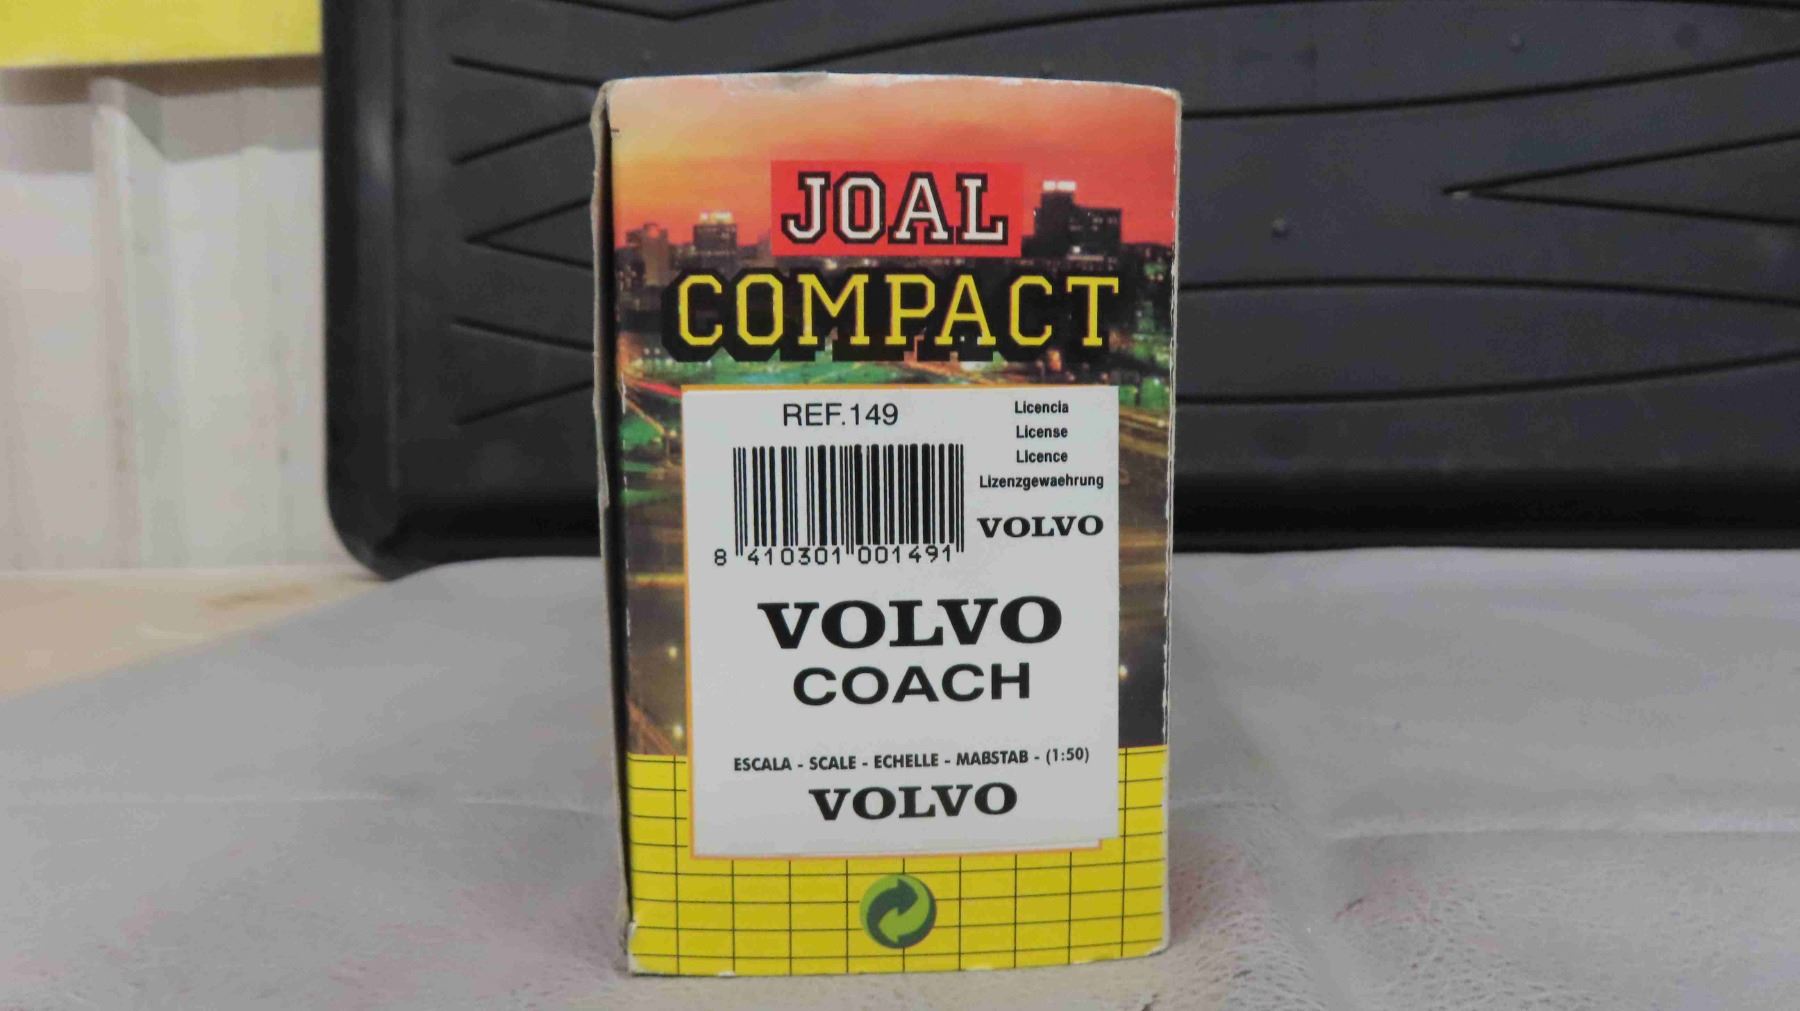 JOAL
COMPACT
REF.149
Licencia
License
Licence
Lizenzgewaehrung
VOLVO
8 410301 001491
VOLVO
COACH
ESCALA - SCALE - ECHELLE - MAßSTAB - (1:50)
VOLVO